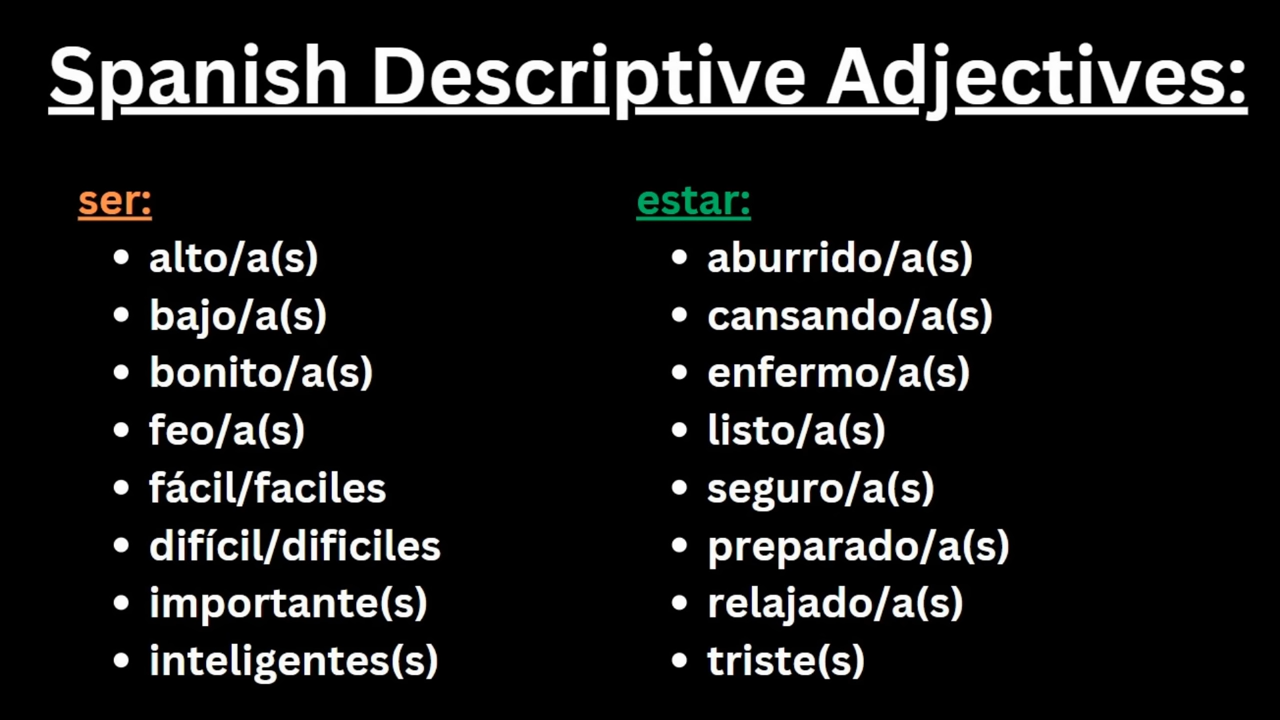 Spanish Descriptive Adjectives:
ser:
• alto/a(s)
• bajo/a(s)
• bonito/a(s)
• feo/a(s)
• fácil/faciles
• difícil/dificiles
• importante(s)
• inteligentes(s)
estar:
• aburrido/a(s)
• cansando/a(s)
• enfermo/a(s)
• listo/a(s)
• seguro/a(s)
• preparado/a(s)
• relajado/a(s)
• triste(s)